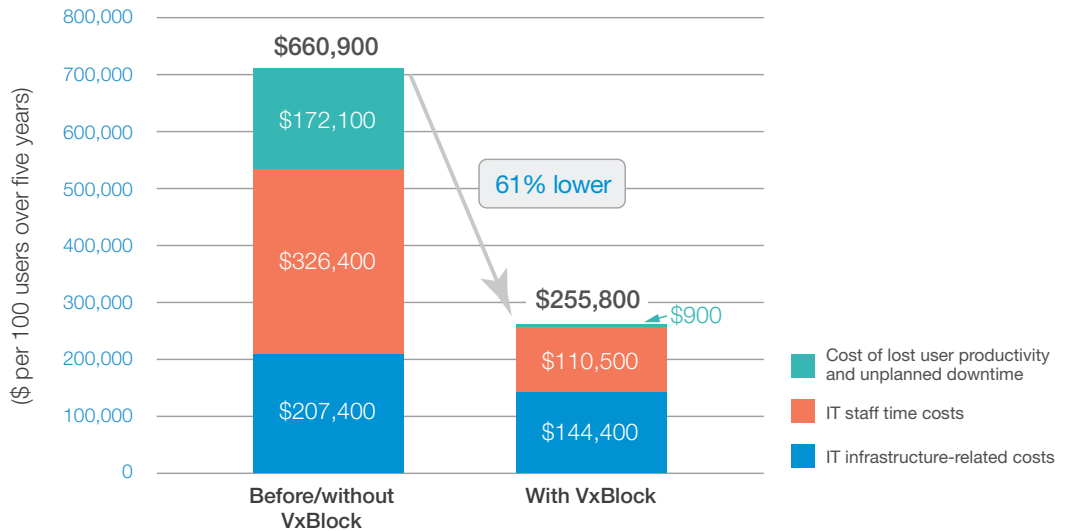 ($ per 100 users over five years)
800,000
700,000
600,000
500,000
400,000
300,000
200,000
100,000
0
$660,900
$172,100
$326,400
$207,400
61% lower
$255,800
$900
$110,500
$144,400
Before/without
VxBlock
With VxBlock
Cost of lost user productivity
and unplanned downtime
IT staff time costs
IT infrastructure-related costs